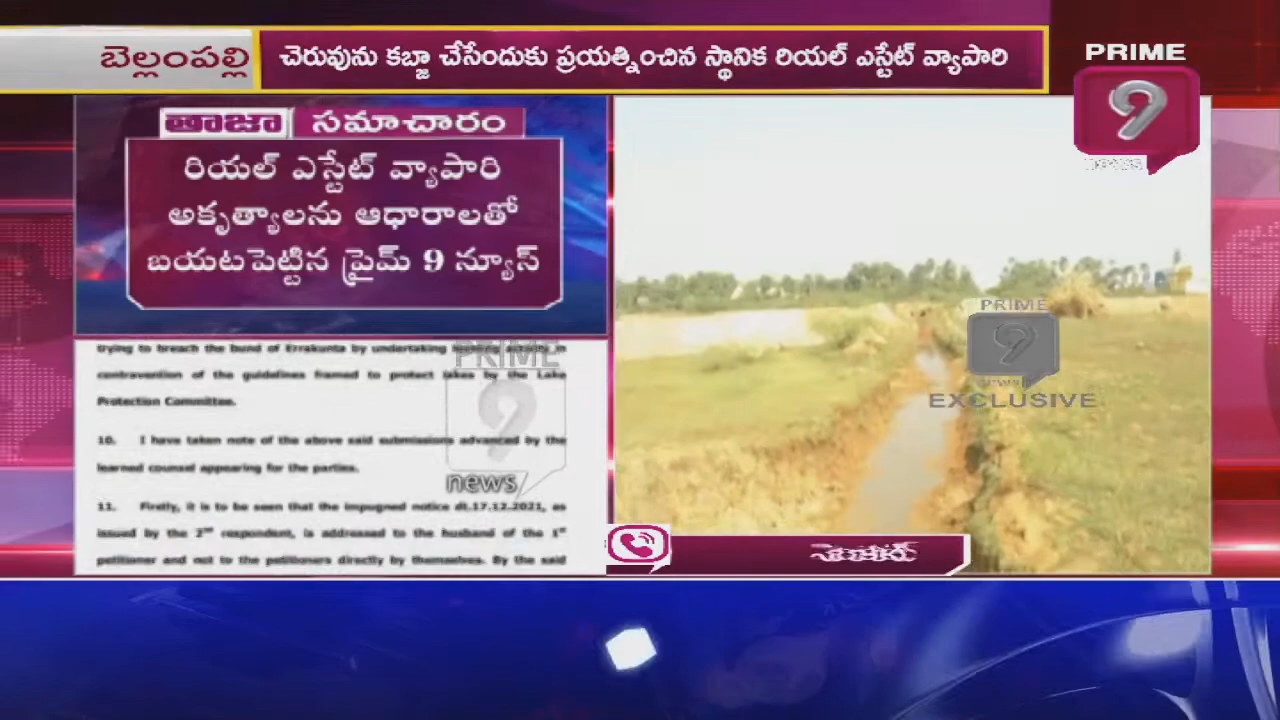 బెల్లంపల్లి
చెరువును కబ్జా చేసేందుకు ప్రయత్నించిన స్థానిక రియల్ ఎస్టేట్ వ్యాపారి
PRIME
9
NEWS
తాజా సమాచారం
రియల్ ఎస్టేట్ వ్యాపారి
అకృత్యాలను ఆధారాలతో
బయటపెట్టిన ప్రైమ్ 9 న్యూస్
trying to breach the bund of Errakunta by undertaking in
contravention of the guidelines framed to protect lakes by the Lake
Protection Committee.
10. I have taken note of the above said submissions advanced by the
learned counsel appearing for the parties.
11. Firstly, it is to be seen that the impugned notice dt.17.12.2021, as
issued by the 2nd respondent, is addressed to the husband of the 1st
petitioner and not to the petitioners directly by themselves. By the said
PRIME
9
news
PRIME
9
news
EXCLUSIVE